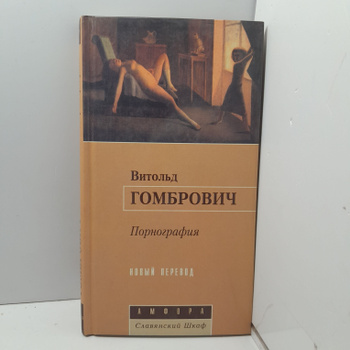 Витольд
ГОМБРОВИЧ
Порнография
НОВЫЙ ПЕРЕВОД
АМФОРА
Славянский Шкаф